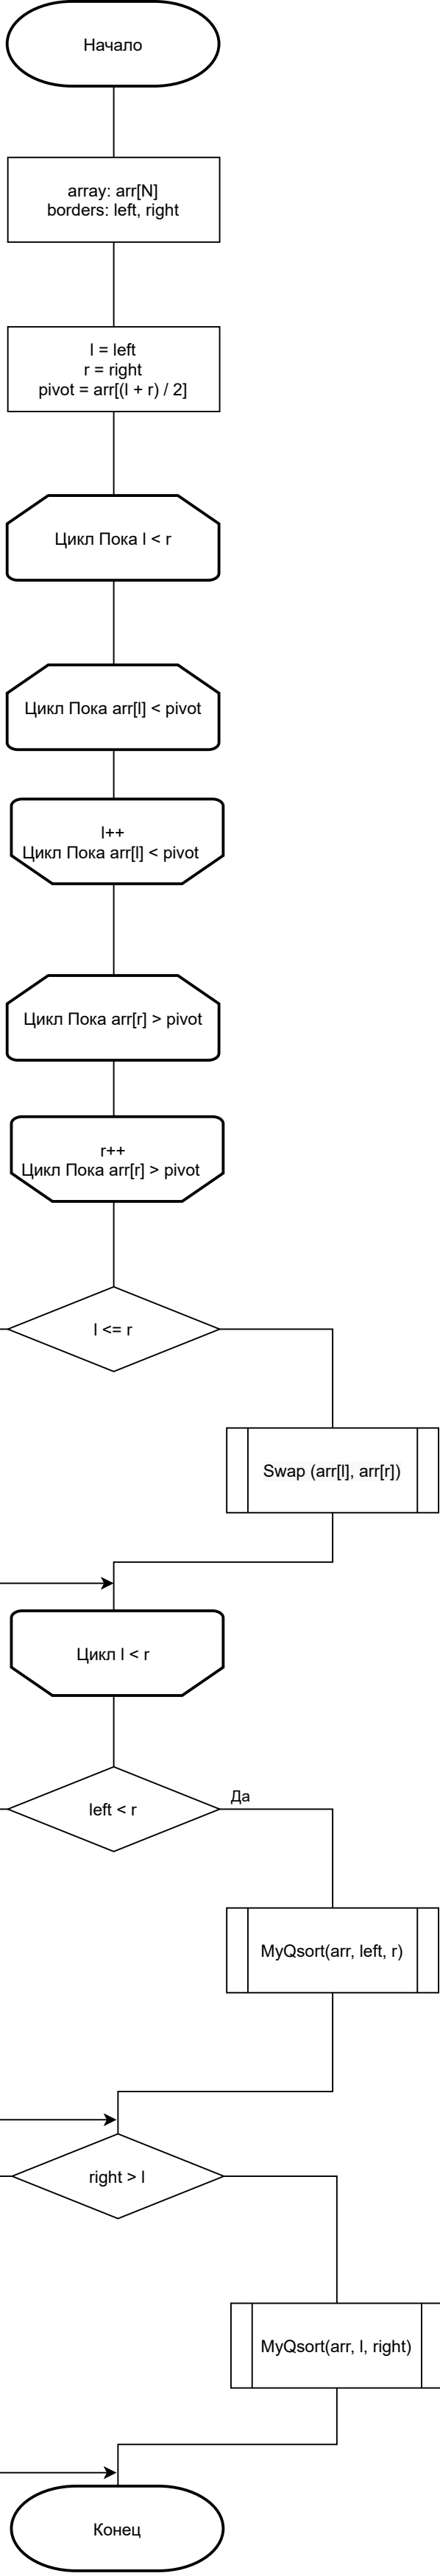 Начало
array: arr[N]
borders: left, right
l = left
r = right
pivot = arr[(l + r) / 2]
Цикл Пока l < r
Цикл Пока arr[l] < pivot
l++
Цикл Пока arr[l] < pivot
Цикл Пока arr[r] > pivot
r++
Цикл Пока arr[r] > pivot
l <= r
Swap (arr[l], arr[r])
Цикл l < r
left < r
Да
MyQsort(arr, left, r)
right > l
MyQsort(arr, l, right)
Конец